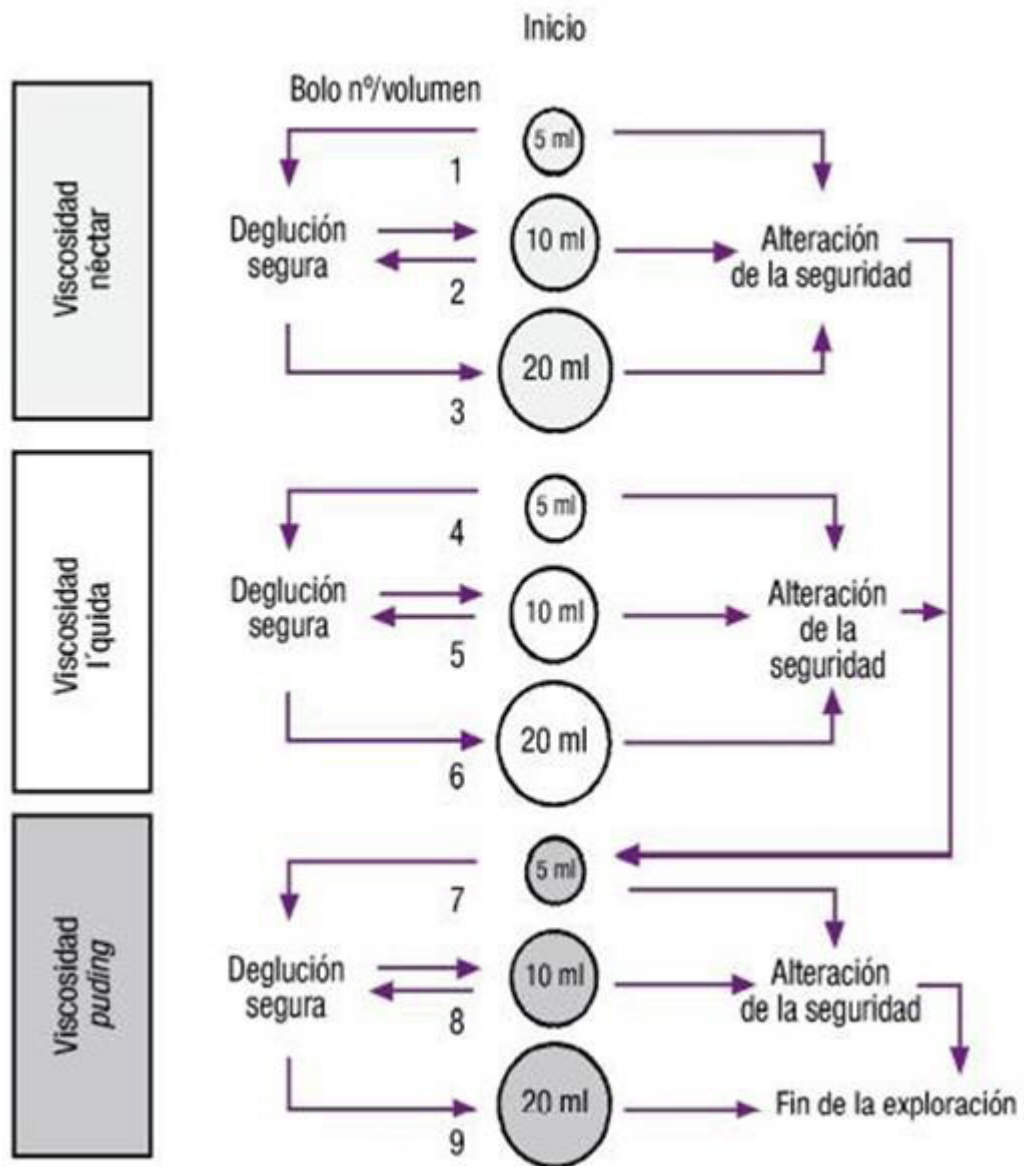 Inicio
Bolo nº/volumen
Viscosidad
néctar
5 ml
1
Deglución
segura
10 ml
2
Alteración
de la seguridad
20 ml
3
Viscosidad
l´quida
5 ml
4
Deglución
segura
10 ml
5
Alteración
de la
seguridad
20 ml
6
Viscosidad
puding
5 ml
7
Deglución
segura
10 ml
8
Alteración
de la seguridad
20 ml
9
Fin de la exploración